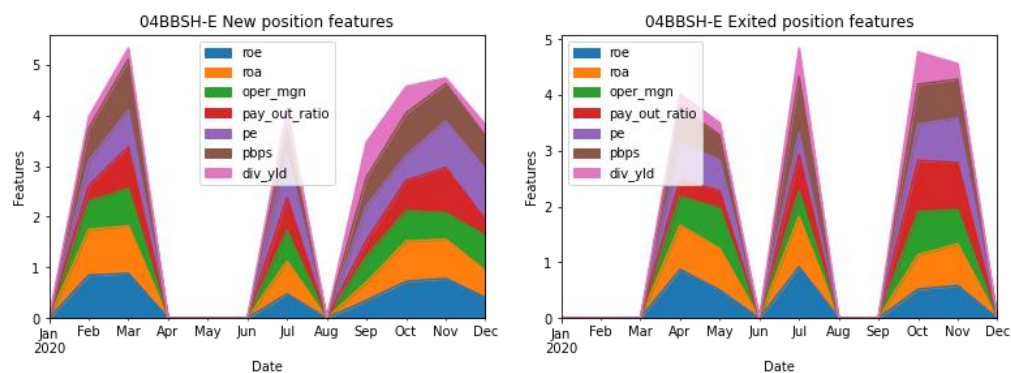 04BBSH-E New position features
Features
5
4
3
2
1
0
roe
roa
oper_mgn
pay_out_ratio
pe
pbps
div_yld
Jan Feb Mar Apr May Jun Jul Aug Sep Oct Nov Dec
2020
Date
04BBSH-E Exited position features
Features
5
4
3
2
1
0
roe
roa
oper_mgn
pay_out_ratio
pe
pbps
div_yld
Jan Feb Mar Apr May Jun Jul Aug Sep Oct Nov Dec
2020
Date